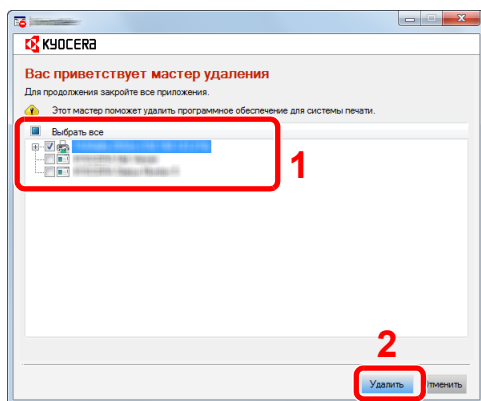 KYOCERA
Вас приветствует мастер удаления
Для продолжения закройте все приложения.
Этот мастер поможет удалить программное обеспечение для системы печати.
Выбрать все
1
2
Удалить
Отменить